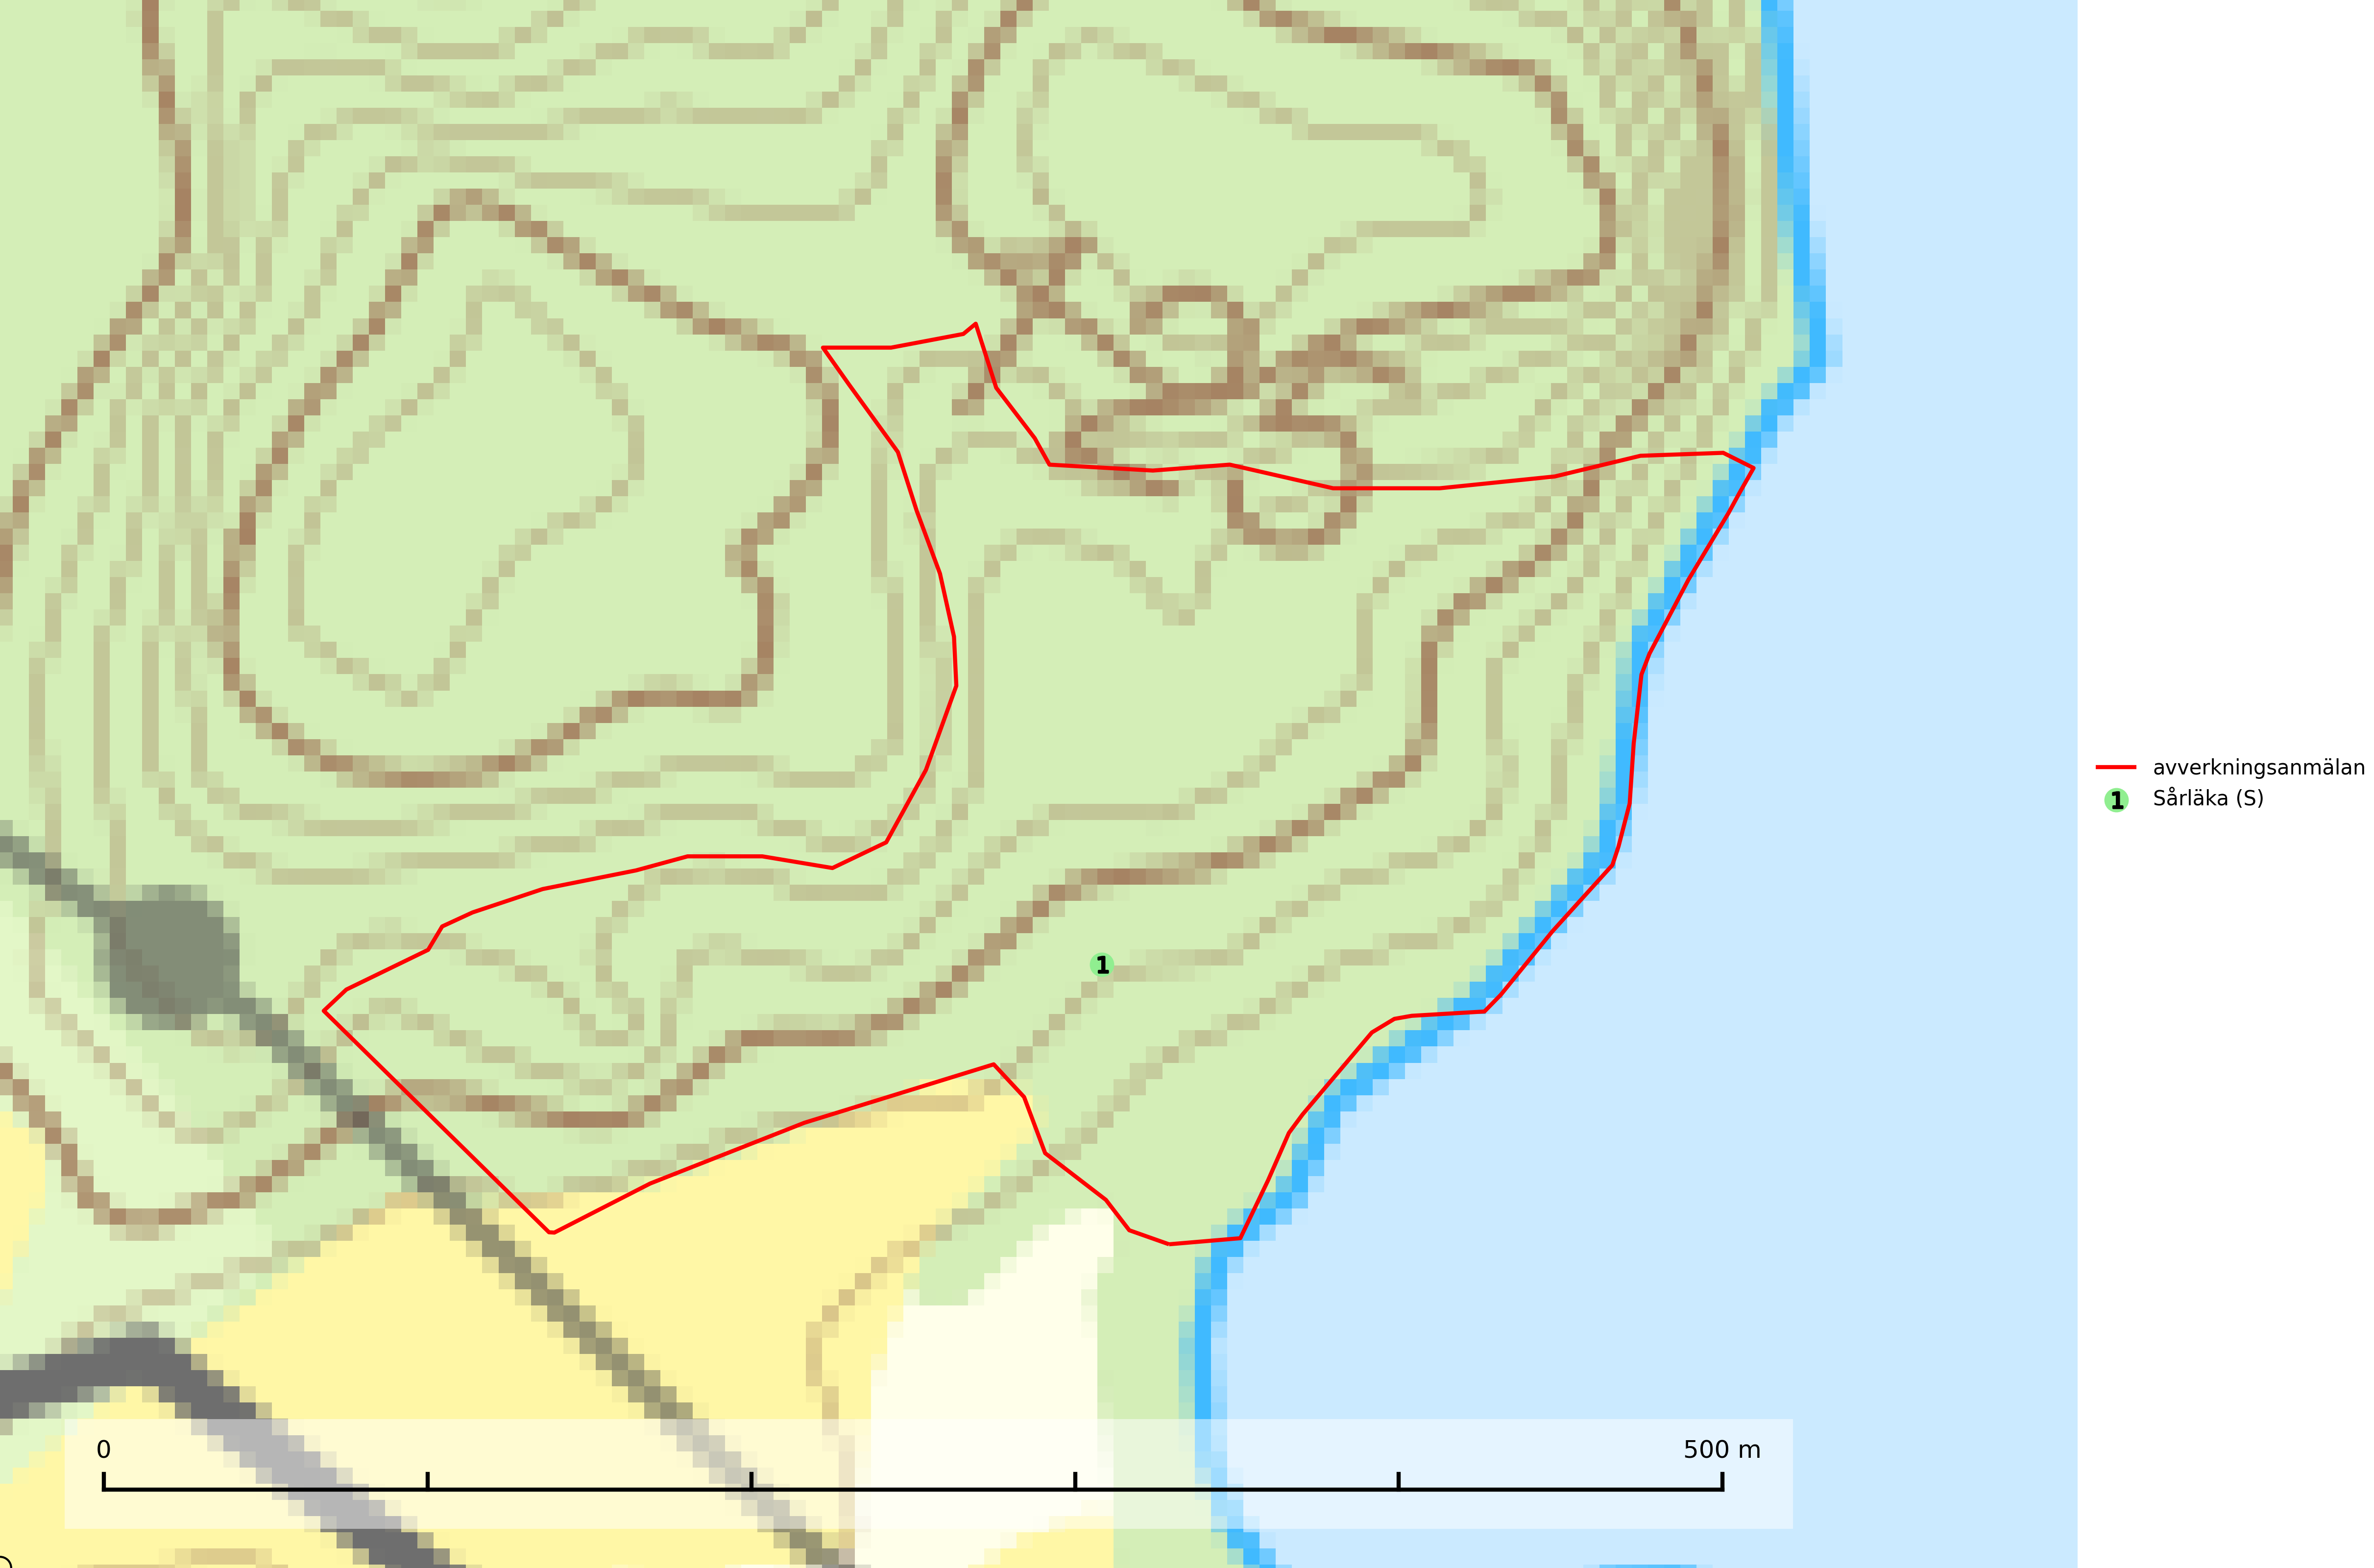 avverkningsanmälan
1 Sårläka (S)
1
0 500 m